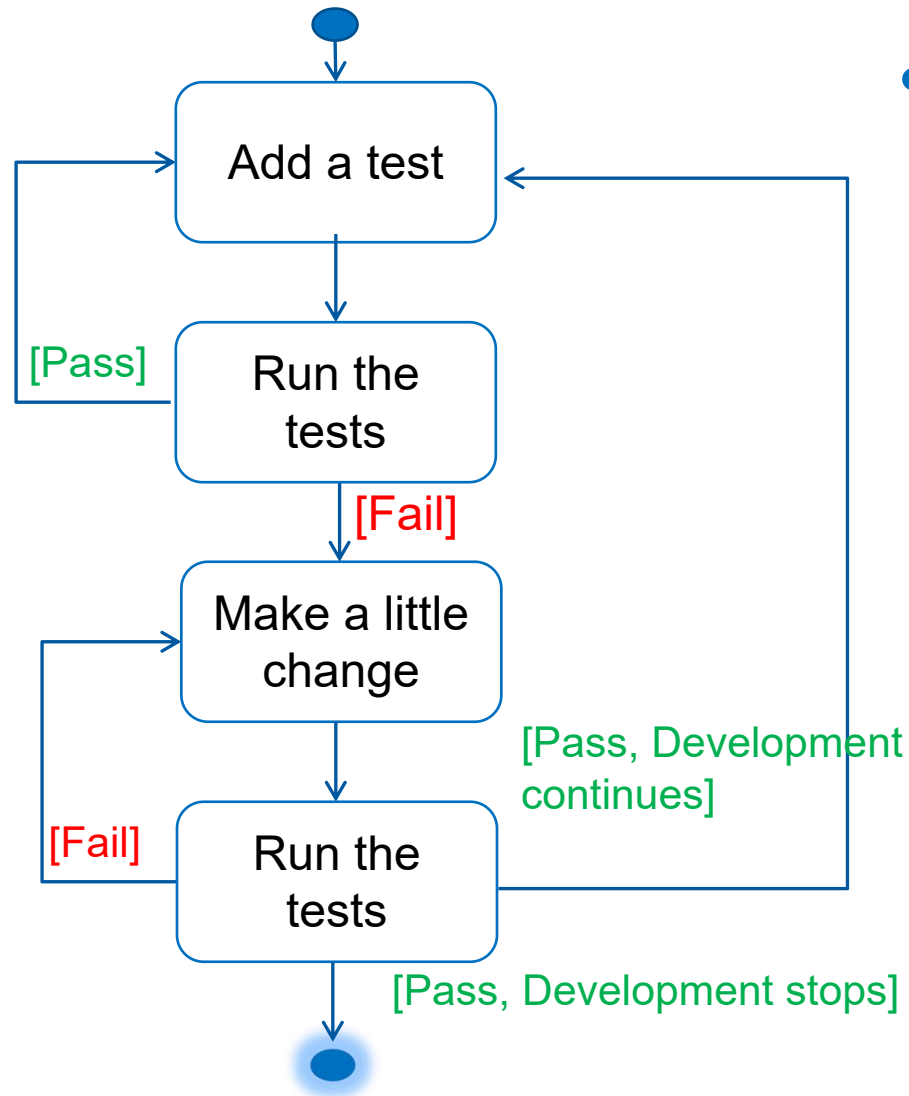 Add a test
[Pass]
Run the
tests
[Fail]
Make a little
change
[Pass, Development
continues]
[Fail]
Run the
tests
[Pass, Development stops]